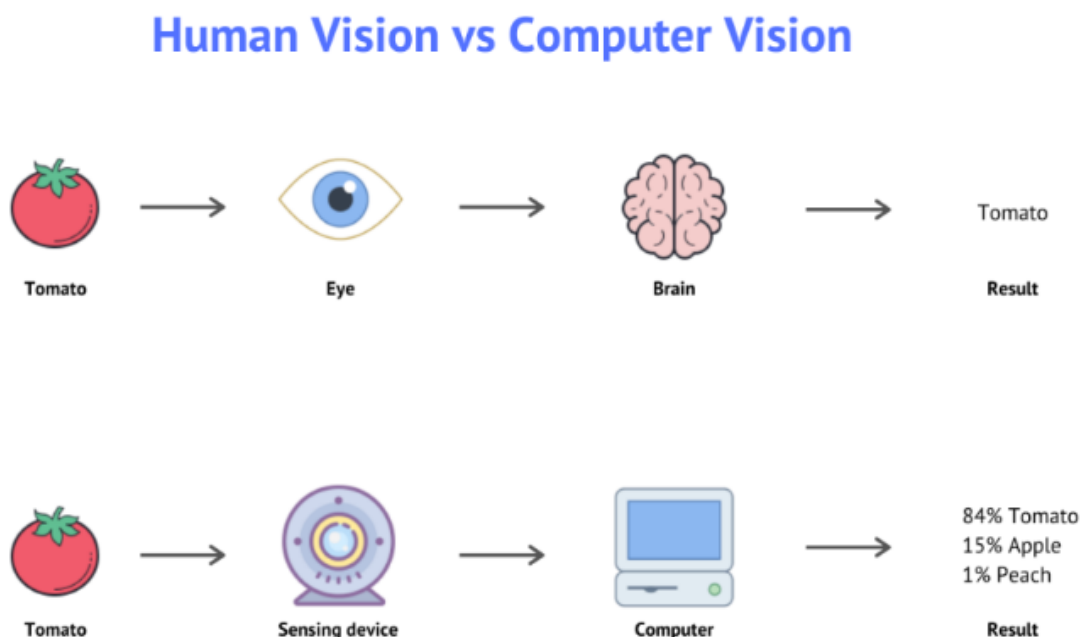 Human Vision vs Computer Vision
Tomato
Tomato
Eye
Brain
Result
84% Tomato
15% Apple
1% Peach
Tomato
Sensing device
Computer
Result